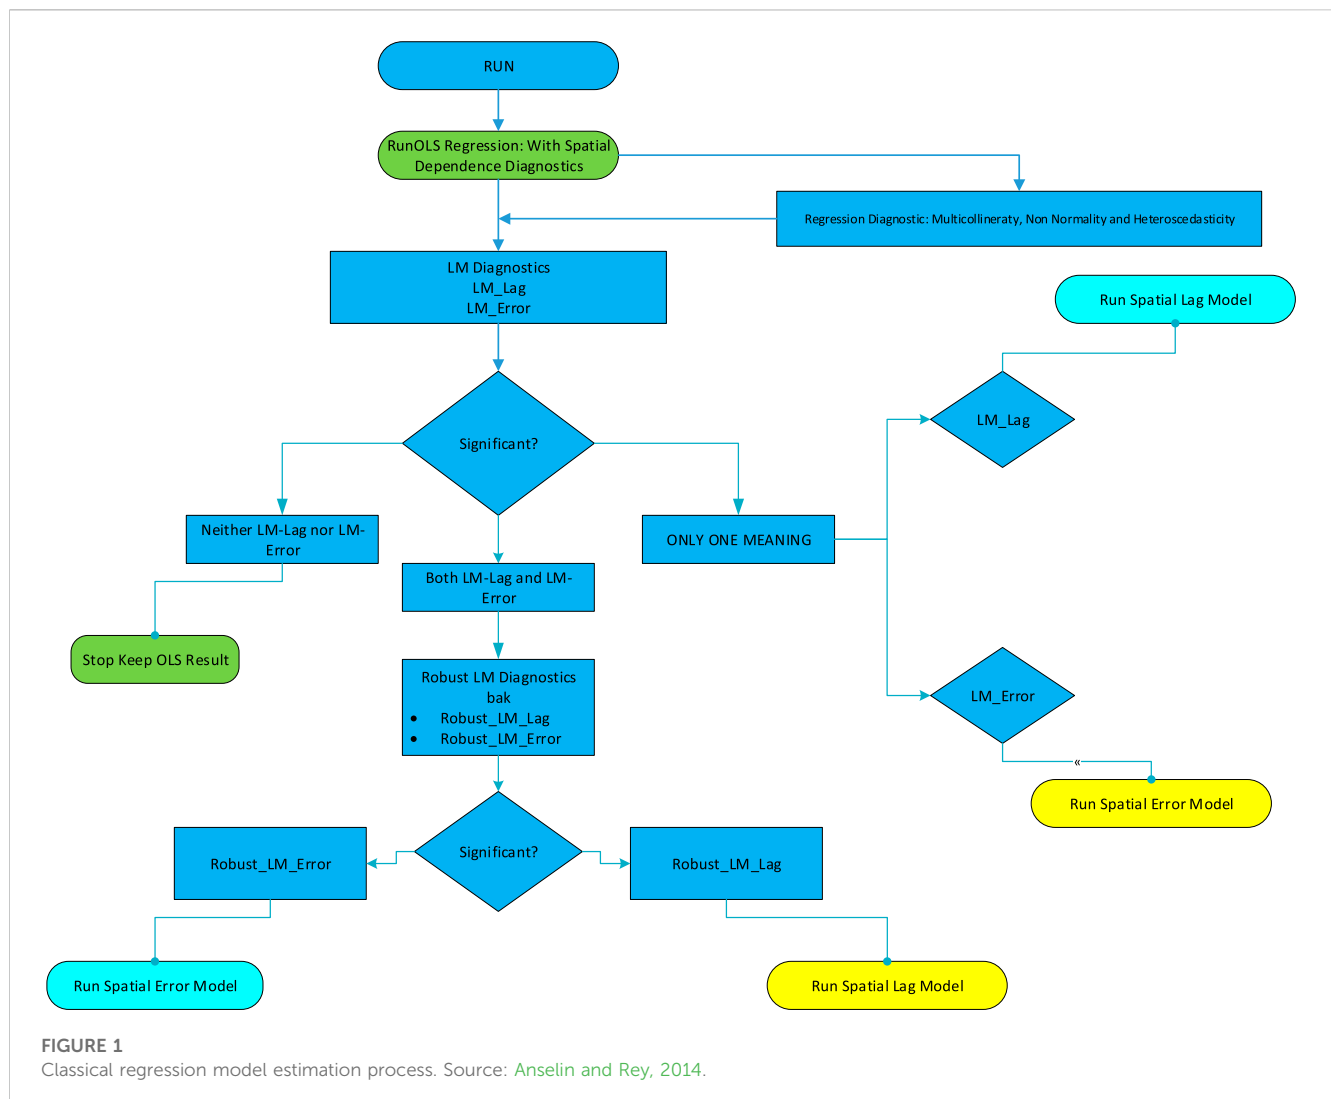 RUN
RunOLS Regression: With Spatial
Dependence Diagnostics
Regression Diagnostic: Multicollineraty, Non Normality and Heteroscedasticity
LM Diagnostics
LM_Lag
LM_Error
Run Spatial Lag Model
LM_Lag
Significant?
Neither LM-Lag nor LM-
Error
ONLY ONE MEANING
Both LM-Lag and LM-
Error
Stop Keep OLS Result
Robust LM Diagnostics
bak
• Robust_LM_Lag
• Robust_LM_Error
LM_Error
«
Run Spatial Error Model
Robust_LM_Error
Significant?
Robust_LM_Lag
Run Spatial Error Model
Run Spatial Lag Model
FIGURE 1
Classical regression model estimation process. Source: Anselin and Rey, 2014.